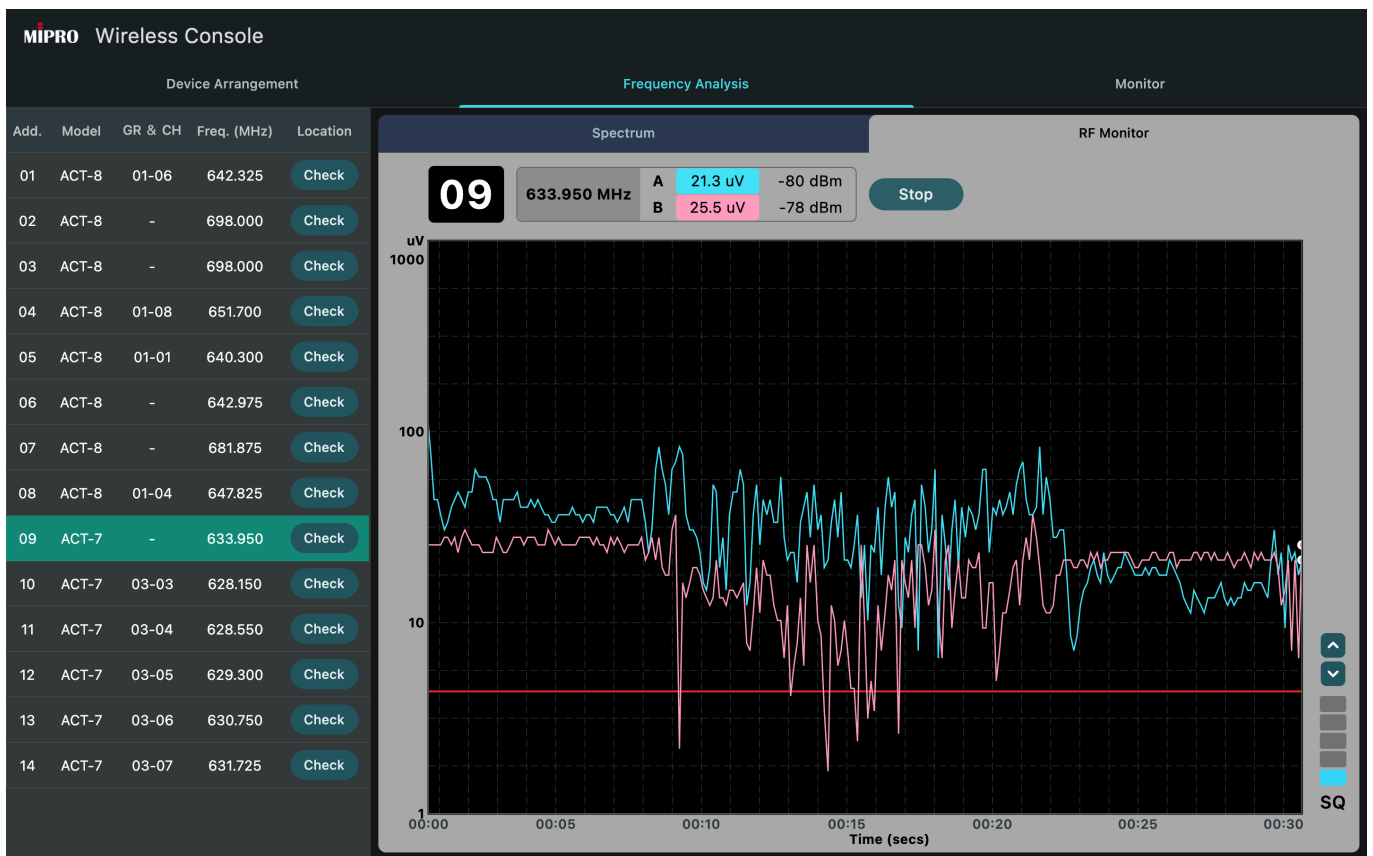 MIPRO Wireless Console
Device Arrangement Frequency Analysis Monitor
Add. Model GR & CH Freq. (MHz) Location
01 ACT-8 01-06 642.325 Check
02 ACT-8 - 698.000 Check
03 ACT-8 - 698.000 Check
04 ACT-8 01-08 651.700 Check
05 ACT-8 01-01 640.300 Check
06 ACT-8 - 642.975 Check
07 ACT-8 - 681.875 Check
08 ACT-8 01-04 647.825 Check
09 ACT-7 - 633.950 Check
10 ACT-7 03-03 628.150 Check
11 ACT-7 03-04 628.550 Check
12 ACT-7 03-05 629.300 Check
13 ACT-7 03-06 630.750 Check
14 ACT-7 03-07 631.725 Check
Spectrum RF Monitor
09 633.950 MHz
A 21.3 uV -80 dBm
B 25.5 uV -78 dBm
Stop
uV
1000
100
10
1
00:00 00:05 00:10 00:15 00:20 00:25 00:30
Time (secs)
SQ